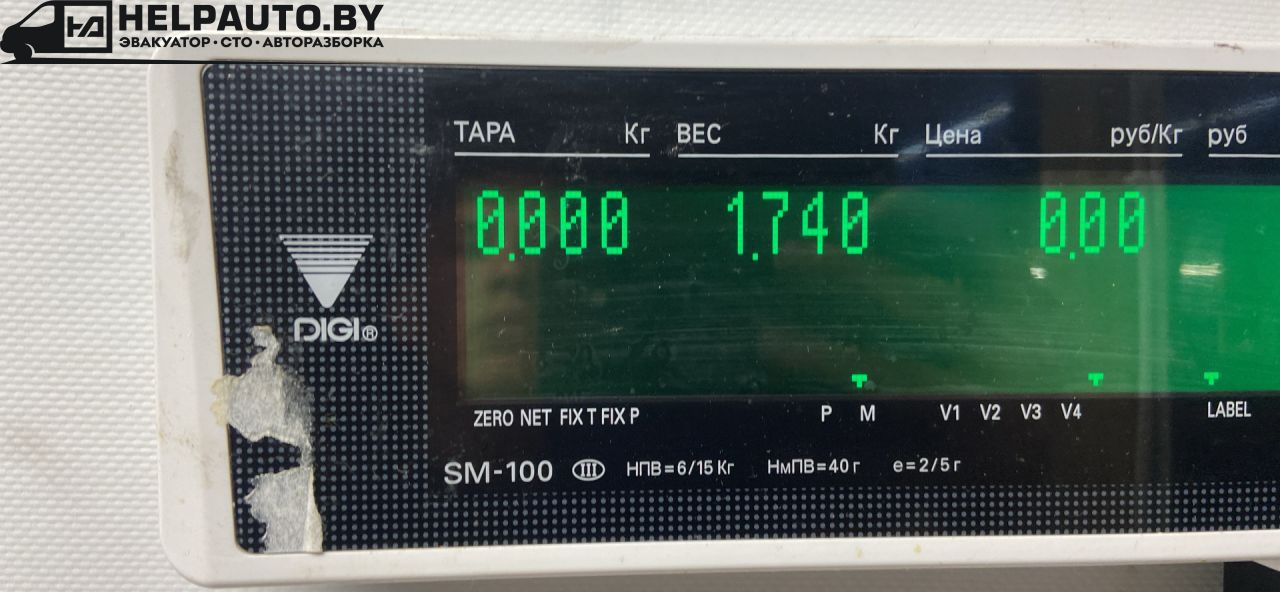 HELPAUTO.BY
ЭВАКУАТОР·СТО·АВТОРАЗБОРКА
ТАРА Кг ВЕС Кг Цена руб/Кг руб
0.000 1.740 0.00
DIGI®
ZERO NET FIX T FIX P P M V1 V2 V3 V4 LABEL
SM-100 III НПВ=6/15 Кг НмПВ=40 г е=2/5 г